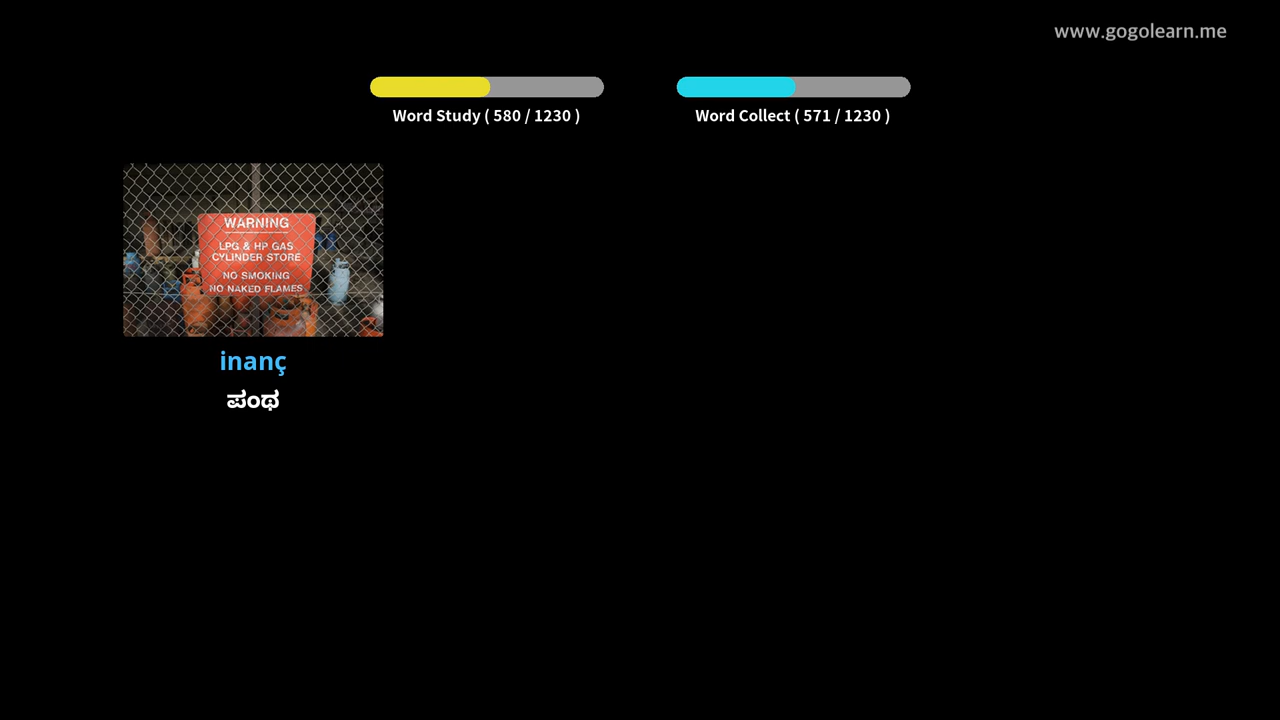 www.gogolearn.me
Word Study ( 580 / 1230 )
Word Collect ( 571 / 1230 )
WARNING
LPG & HP GAS
CYLINDER STORE
NO SMOKING
NO NAKED FLAMES
inanç
ಪಂಥ